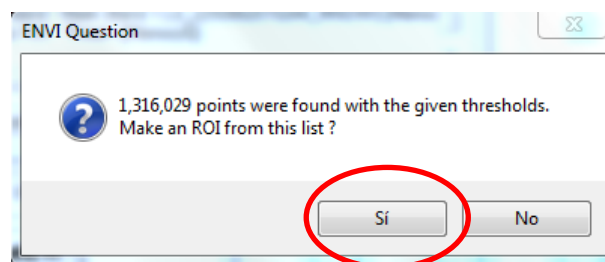 ENVI Question
1,316,029 points were found with the given thresholds.
Make an ROI from this list ?
Sí
No